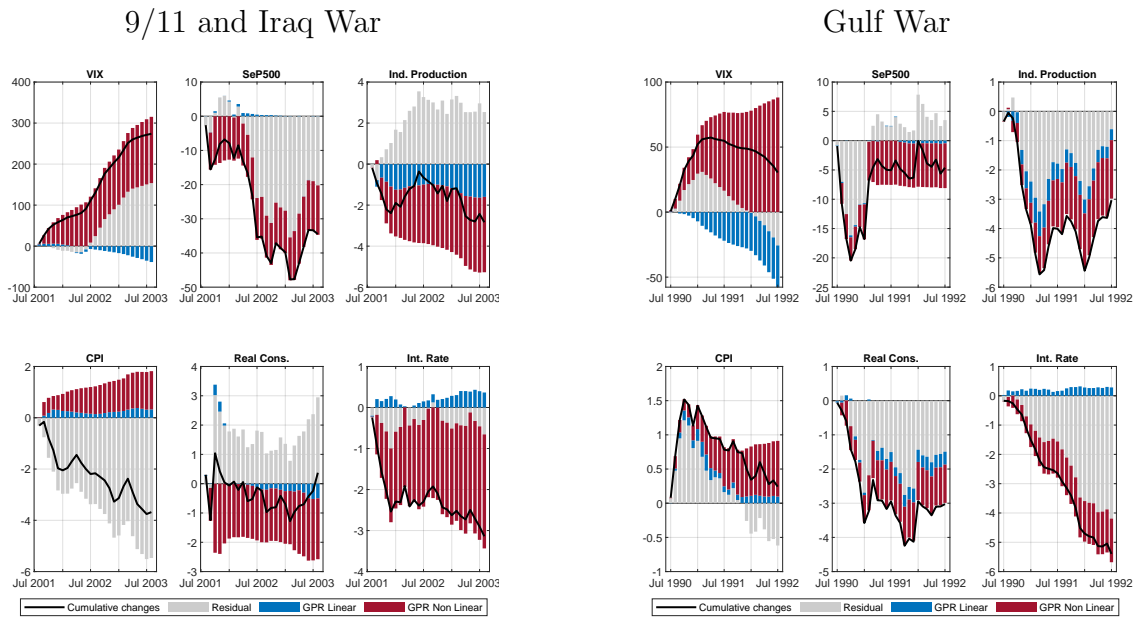 9/11 and Iraq War
Gulf War
VIX
SeP500
Ind. Production
400
300
200
100
0
-100
Jul 2001 Jul 2002 Jul 2003
10
0
-10
-20
-30
-40
-50
Jul 2001 Jul 2002 Jul 2003
4
2
0
-2
-4
-6
Jul 2001 Jul 2002 Jul 2003
VIX
SeP500
Ind. Production
100
50
0
-50
Jul 1990 Jul 1991 Jul 1992
10
5
0
-5
-10
-15
-20
-25
Jul 1990 Jul 1991 Jul 1992
1
0
-1
-2
-3
-4
-5
-6
Jul 1990 Jul 1991 Jul 1992
CPI
Real Cons.
Int. Rate
2
0
-2
-4
-6
Jul 2001 Jul 2002 Jul 2003
4
3
2
1
0
-1
-2
-3
Jul 2001 Jul 2002 Jul 2003
1
0
-1
-2
-3
-4
Jul 2001 Jul 2002 Jul 2003
CPI
Real Cons.
Int. Rate
2
1.5
1
0.5
0
-0.5
-1
Jul 1990 Jul 1991 Jul 1992
1
0
-1
-2
-3
-4
-5
Jul 1990 Jul 1991 Jul 1992
1
0
-1
-2
-3
-4
-5
-6
Jul 1990 Jul 1991 Jul 1992
Cumulative changes Residual GPR Linear GPR Non Linear
Cumulative changes Residual GPR Linear GPR Non Linear